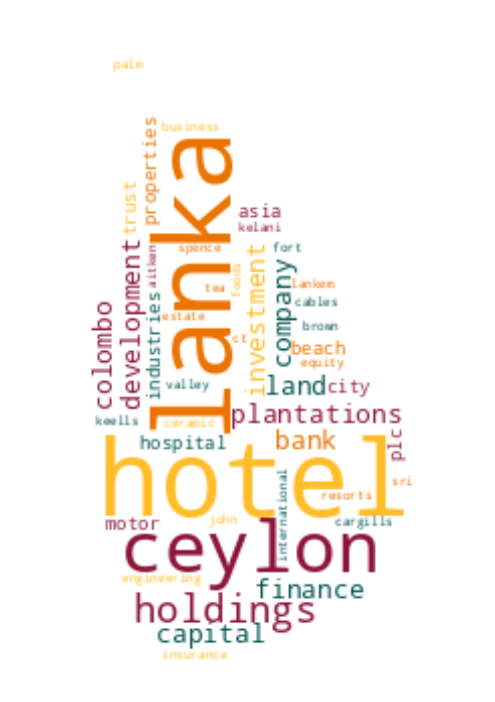 palm
business
properties
lanka
trust
asia
kelani
development
aitken
spence
fort
investment
company
industries
foods
tea
lankem
cables
colombo
estate
brown
ct
beach
equity
valley
land
city
plantations
keells
ceramic
hospital
bank
plc
hotel
international
sri
resorts
motor
john
cargills
ceylon
engineering
finance
holdings
capital
insurance